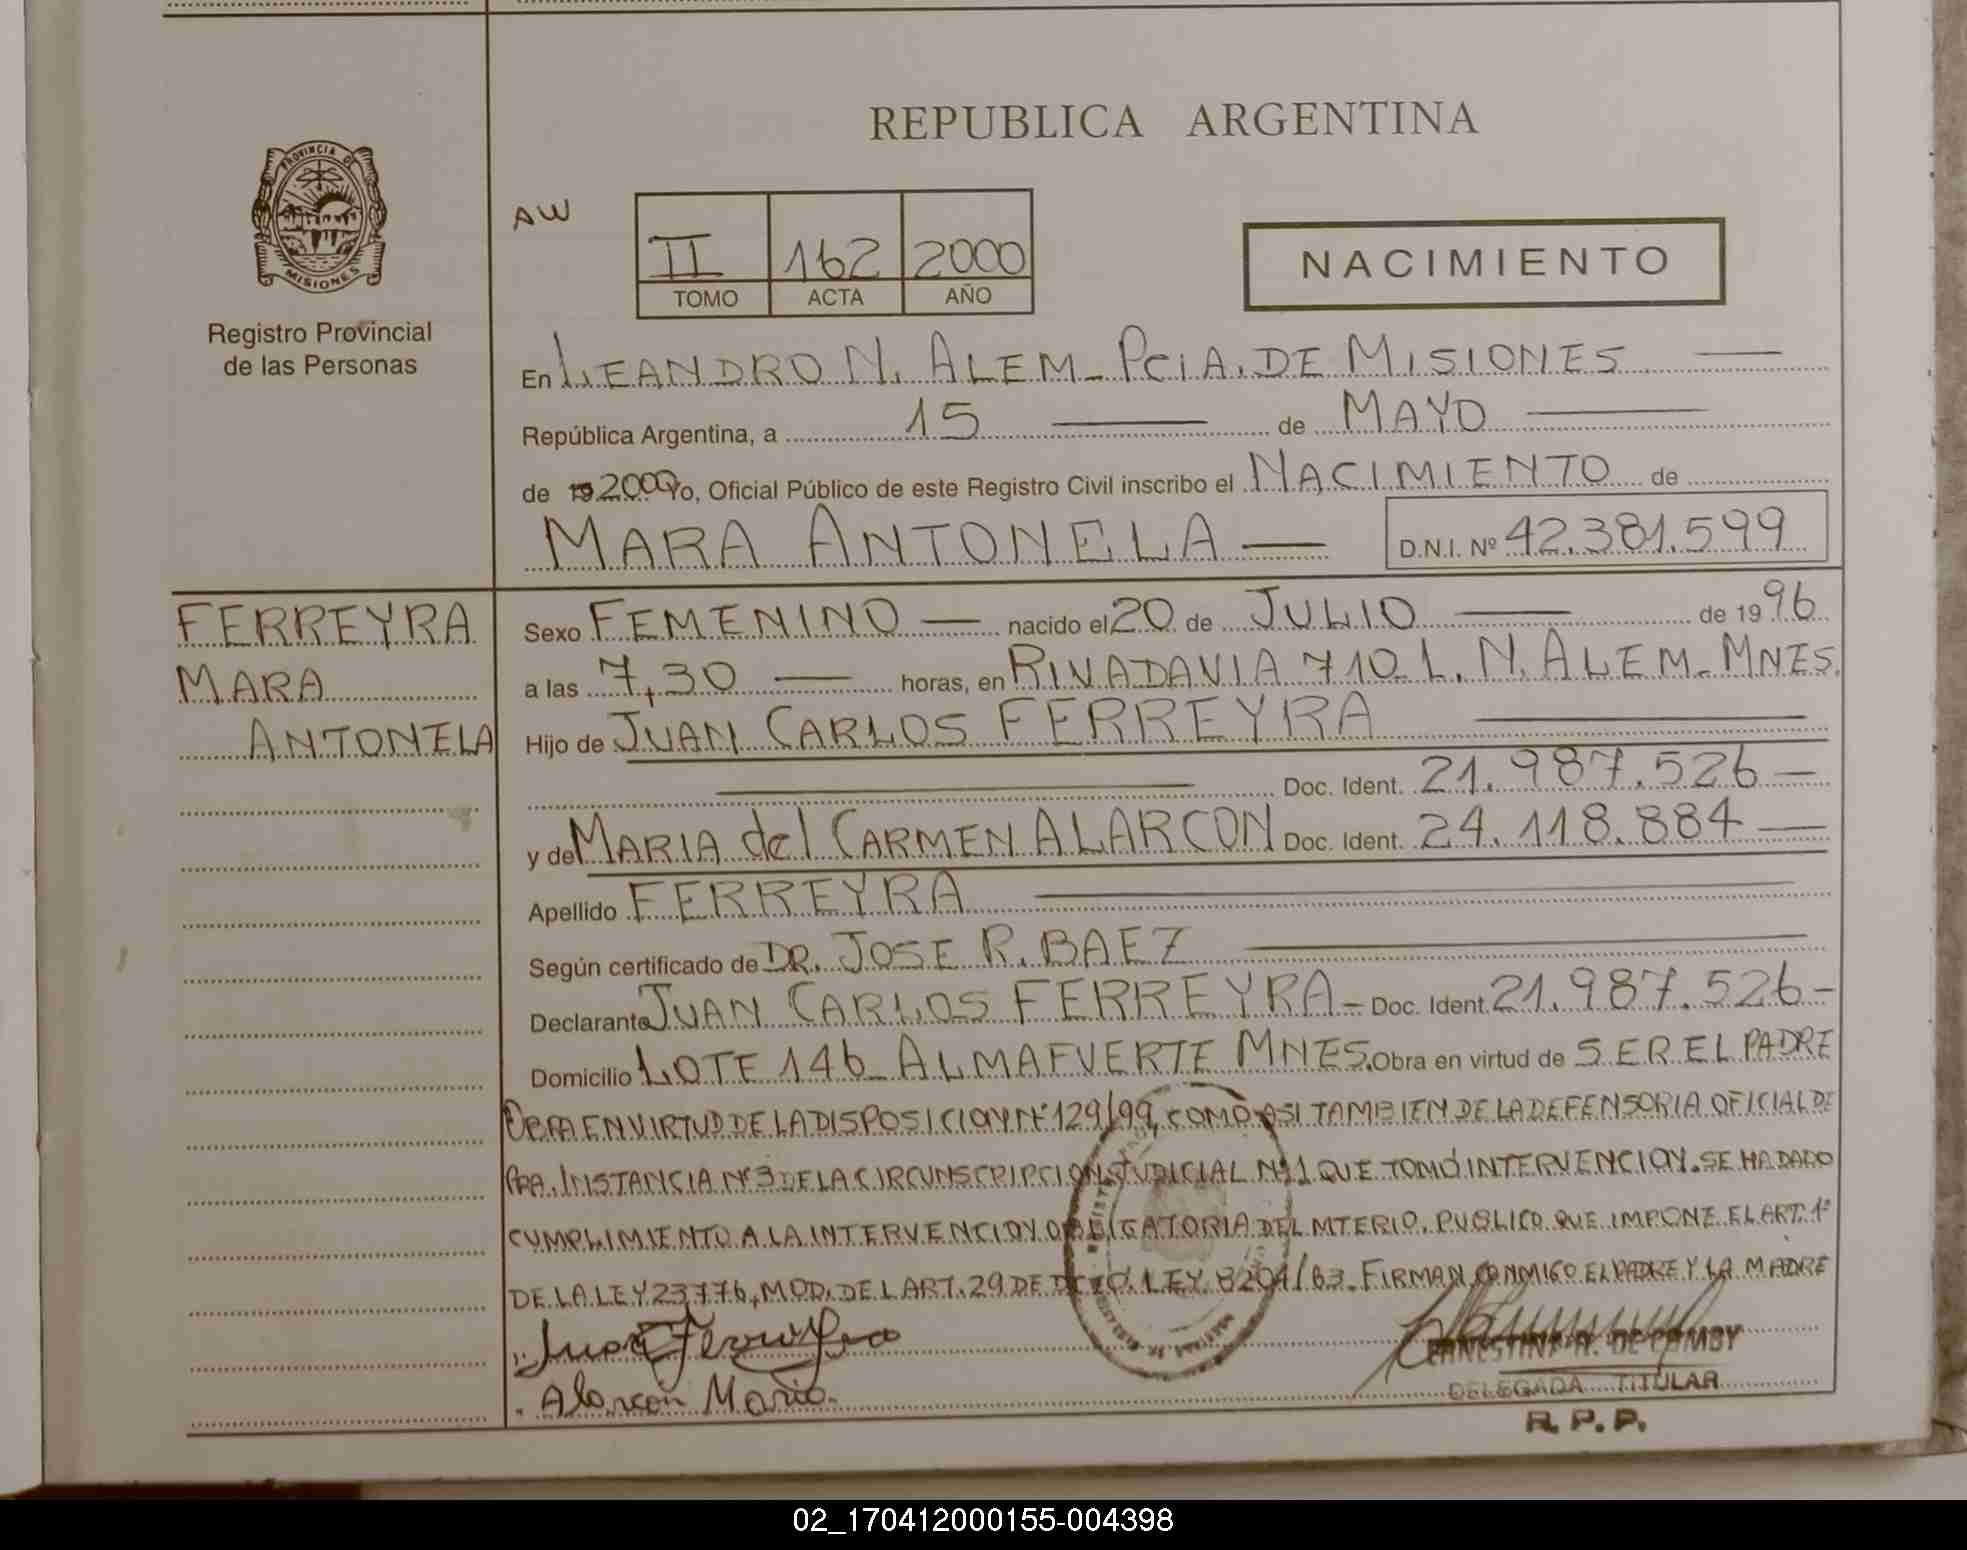 REPUBLICA ARGENTINA
PROVINCIA DE
MISIONES
Registro Provincial
de las Personas
AW
II 162 2000
TOMO ACTA AÑO
NACIMIENTO
En LEANDRO N. ALEM - PCIA. DE MISIONES
República Argentina, a 15 de MAYO
de 19 2000 Yo, Oficial Público de este Registro Civil inscribo el NACIMIENTO de
MARA ANTONELA — D.N.I. Nº 42.381.599
FERREYRA
MARA
ANTONELA
Sexo FEMENINO — nacido el 20 de JULIO — de 1996
a las 7,30 — horas, en RIVADAVIA 710 L. N. ALEM - MNES.
Hijo de JUAN CARLOS FERREYRA
Doc. Ident. 21.987.526 —
y de MARIA del CARMEN ALARCON Doc. Ident. 24.118.884 —
Apellido FERREYRA
Según certificado de DR. JOSE R. BAEZ
Declarante JUAN CARLOS FERREYRA - Doc. Ident. 21.987.526 -
Domicilio LOTE 146 - ALMAFUERTE MNES. Obra en virtud de SER EL PADRE
OBRA EN VIRTUD DE LA DISPOSICION Nº 129/99, COMO ASI TAMBIEN DE LA DEFENSORIA OFICIAL DE
PRA. INSTANCIA Nº 3 DE LA CIRCUNSCRIPCION JUDICIAL Nº 1 QUE TOMÓ INTERVENCION. SE HA DADO
CUMPLIMIENTO A LA INTERVENCION OBLIGATORIA DEL MTERIO. PUBLICO QUE IMPONE EL ART. 1º
DE LA LEY 23776, MOD. DEL ART. 29 DE DCTO. LEY 8204/63. FIRMAN CONMIGO EL PADRE Y LA MADRE
Juan Ferreyra
Alarcon Maria.
DELEGADA TITULAR
R. P. P.
02_170412000155-004398